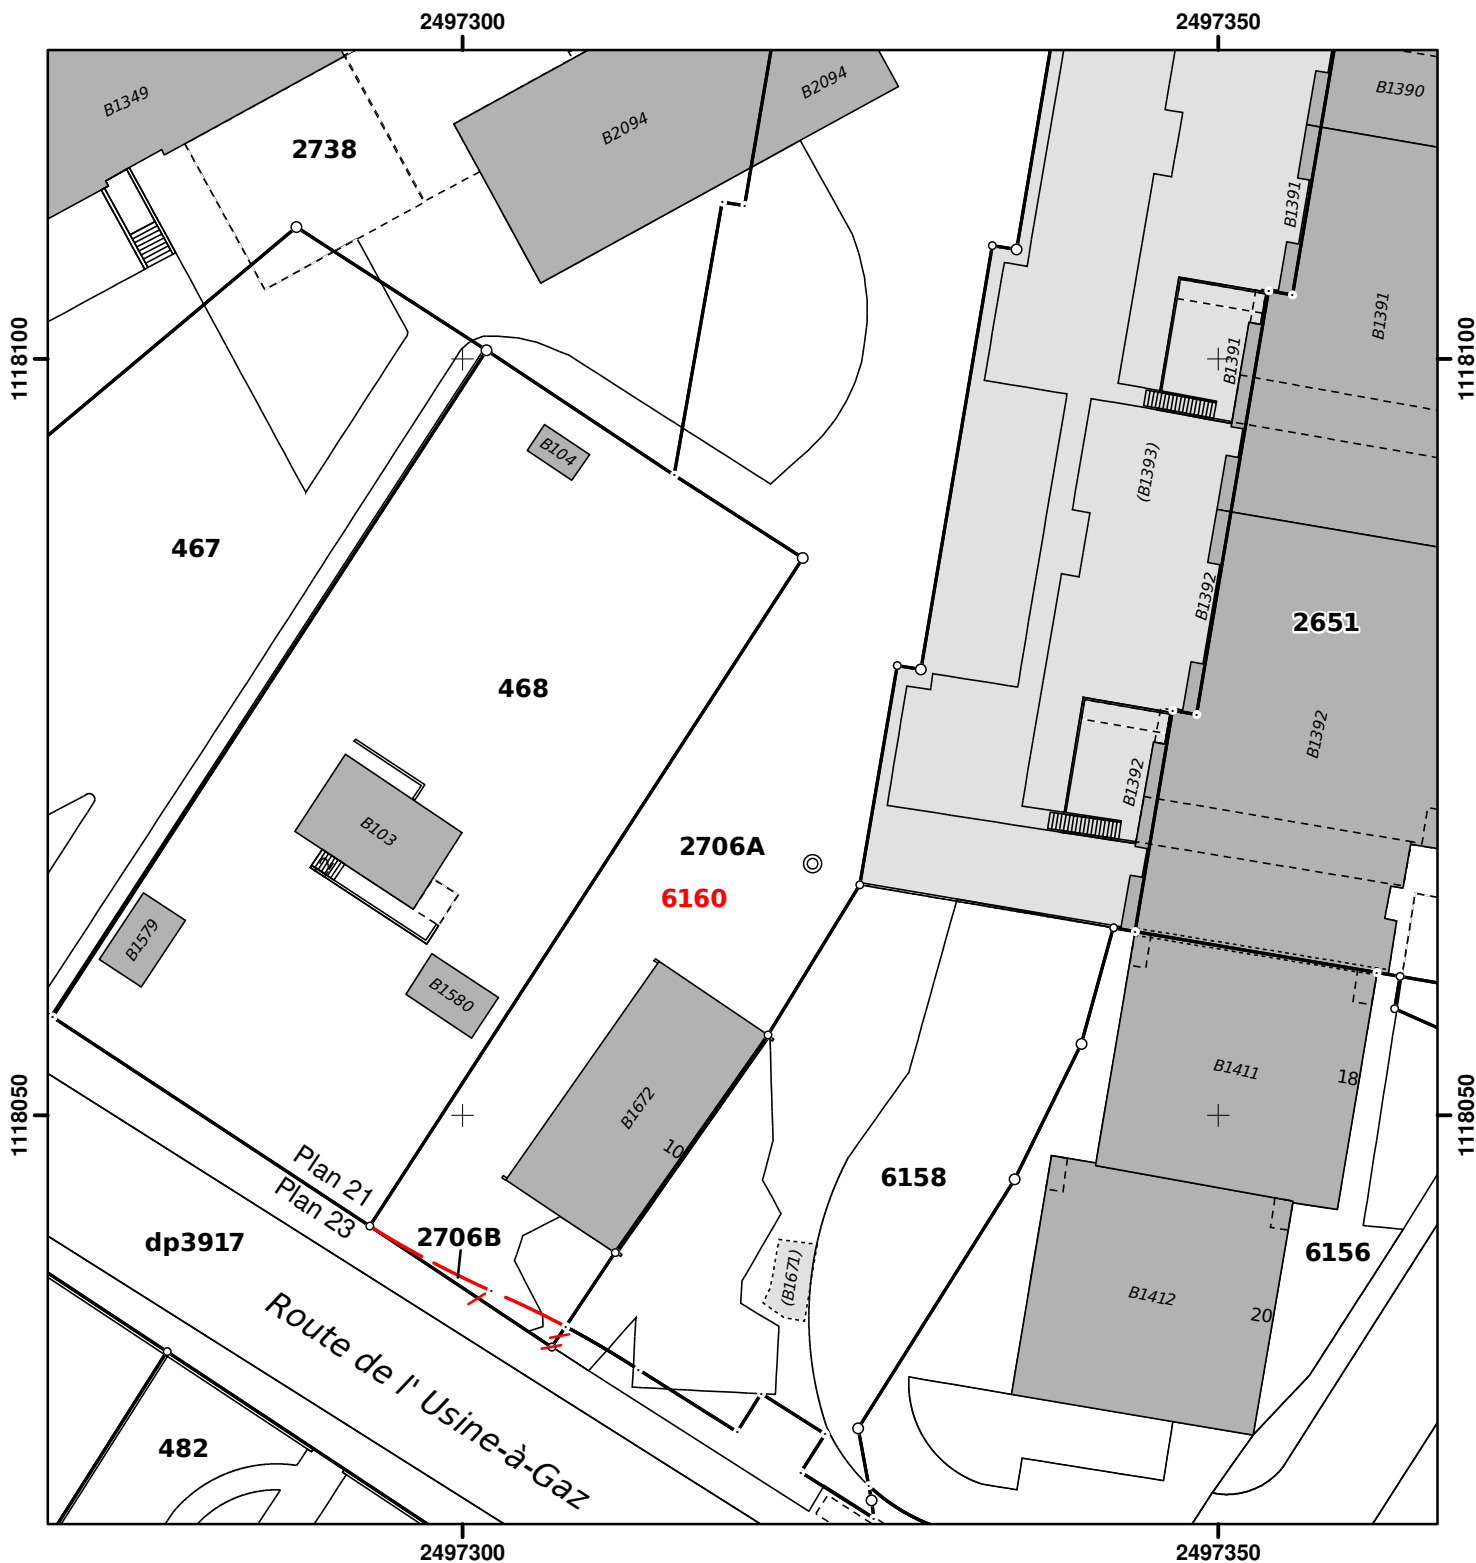 2497300
2497350
B1349
B2094
B2094
B1390
2738
B1391
B1391
1118100
B1391
1118100
B104
(B1393)
467
B1392
2651
468
B1392
B1392
B103
2706A
6160
B1579
B1580
B1411
18
B1672
10
1118050
1118050
Plan 21
Plan 23
6158
2706B
dp3917
(B1671)
6156
B1412
20
Route de l' Usine-à-Gaz
482
2497300
2497350